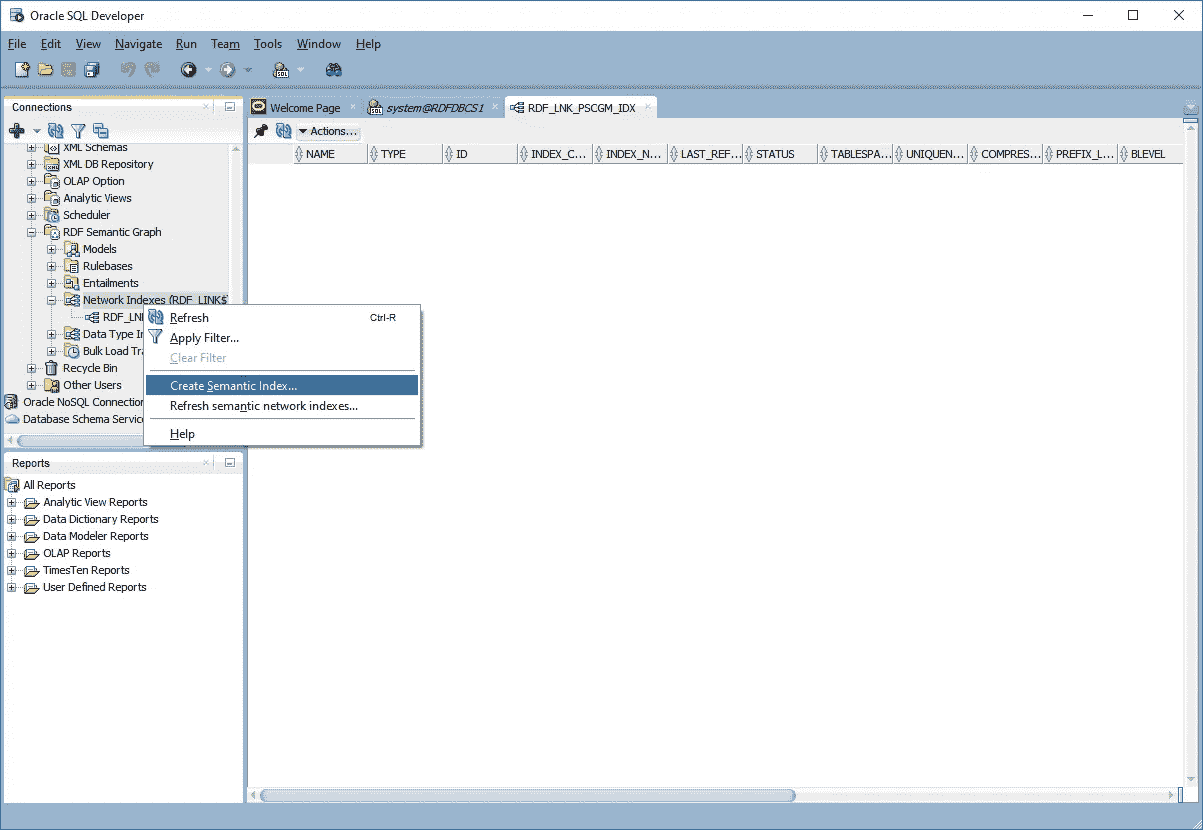 Oracle SQL Developer
File Edit View Navigate Run Team Tools Window Help
Connections
Welcome Page
system@RDFDBCS1
RDF_LNK_PSCGM_IDX
Actions...
NAME TYPE ID INDEX_C... INDEX_N... LAST_REF... STATUS TABLESPA... UNIQUEN... COMPRES... PREFIX_L... BLEVEL
XML Schemas
XML DB Repository
OLAP Option
Analytic Views
Scheduler
RDF Semantic Graph
Models
Rulebases
Entailments
Network Indexes (RDF_LINK$
RDF_LN
Data Type I
Bulk Load Tra
Recycle Bin
Other Users
Oracle NoSQL Connection
Database Schema Service
Refresh Ctrl-R
Apply Filter...
Clear Filter
Create Semantic Index...
Refresh semantic network indexes...
Help
Reports
All Reports
Analytic View Reports
Data Dictionary Reports
Data Modeler Reports
OLAP Reports
TimesTen Reports
User Defined Reports